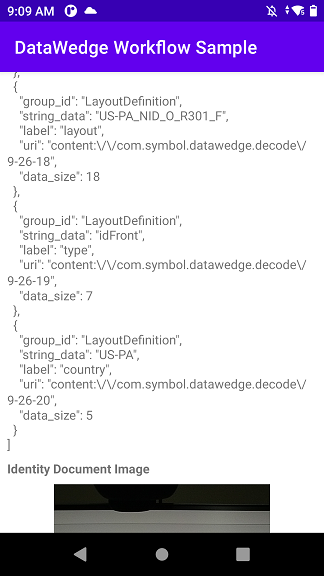 9:09 AM
DataWedge Workflow Sample
},
{
"group_id": "LayoutDefinition",
"string_data": "US-PA_NID_O_R301_F",
"label": "layout",
"uri": "content:\/\/com.symbol.datawedge.decode\/
9-26-18",
"data_size": 18
},
{
"group_id": "LayoutDefinition",
"string_data": "idFront",
"label": "type",
"uri": "content:\/\/com.symbol.datawedge.decode\/
9-26-19",
"data_size": 7
},
{
"group_id": "LayoutDefinition",
"string_data": "US-PA",
"label": "country",
"uri": "content:\/\/com.symbol.datawedge.decode\/
9-26-20",
"data_size": 5
}
]
Identity Document Image